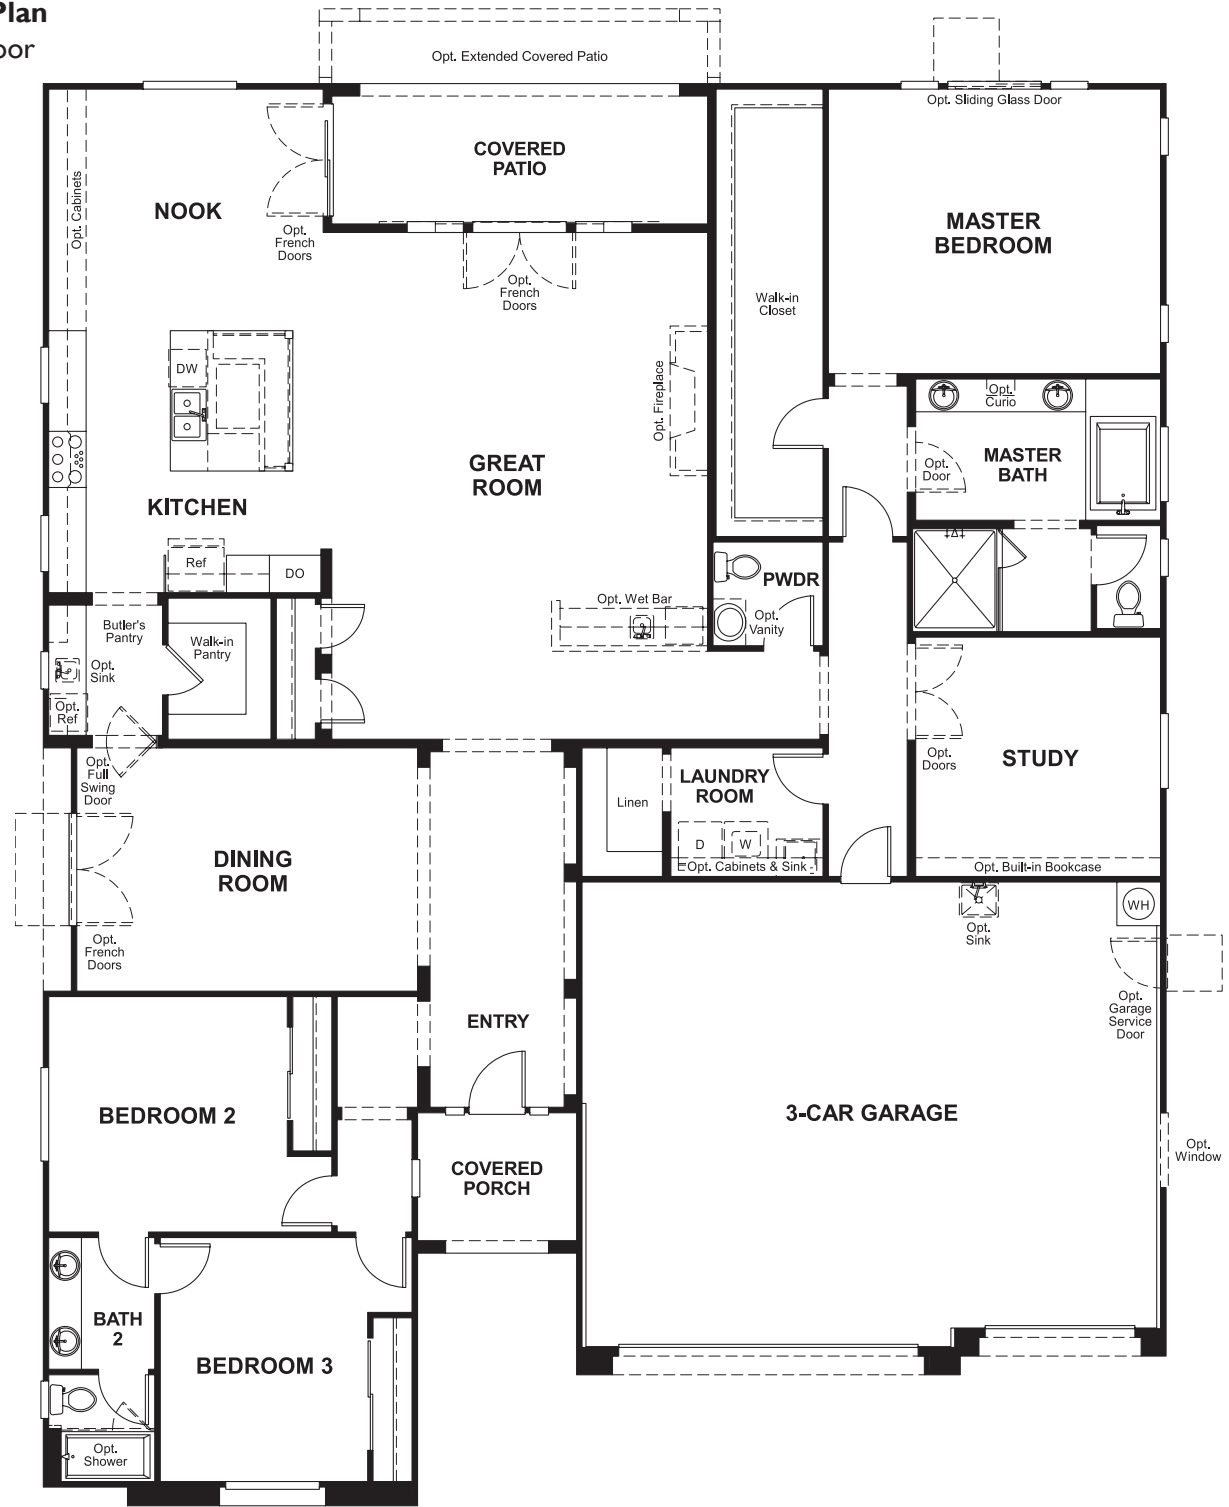 Plan
oor
Opt. Extended Covered Patio
Opt. Sliding Glass Door
COVERED
PATIO
NOOK
Opt. Cabinets
Opt.
French
Doors
MASTER
BEDROOM
Opt.
French
Doors
Walk-in
Closet
DW
Opt. Fireplace
Opt.
Curio
GREAT
ROOM
MASTER
BATH
Opt.
Door
KITCHEN
Ref
DO
PWDR
Opt. Wet Bar
Opt.
Vanity
Butler's
Pantry
Walk-in
Pantry
Opt.
Sink
Opt.
Ref
Opt.
Full
Swing
Door
Opt.
Doors
STUDY
LAUNDRY
ROOM
Linen
D
W
Opt. Cabinets & Sink
Opt. Built-in Bookcase
DINING
ROOM
Opt.
French
Doors
WH
Opt.
Sink
Opt.
Garage
Service
Door
ENTRY
BEDROOM 2
3-CAR GARAGE
Opt.
Window
COVERED
PORCH
BATH
2
BEDROOM 3
Opt.
Shower